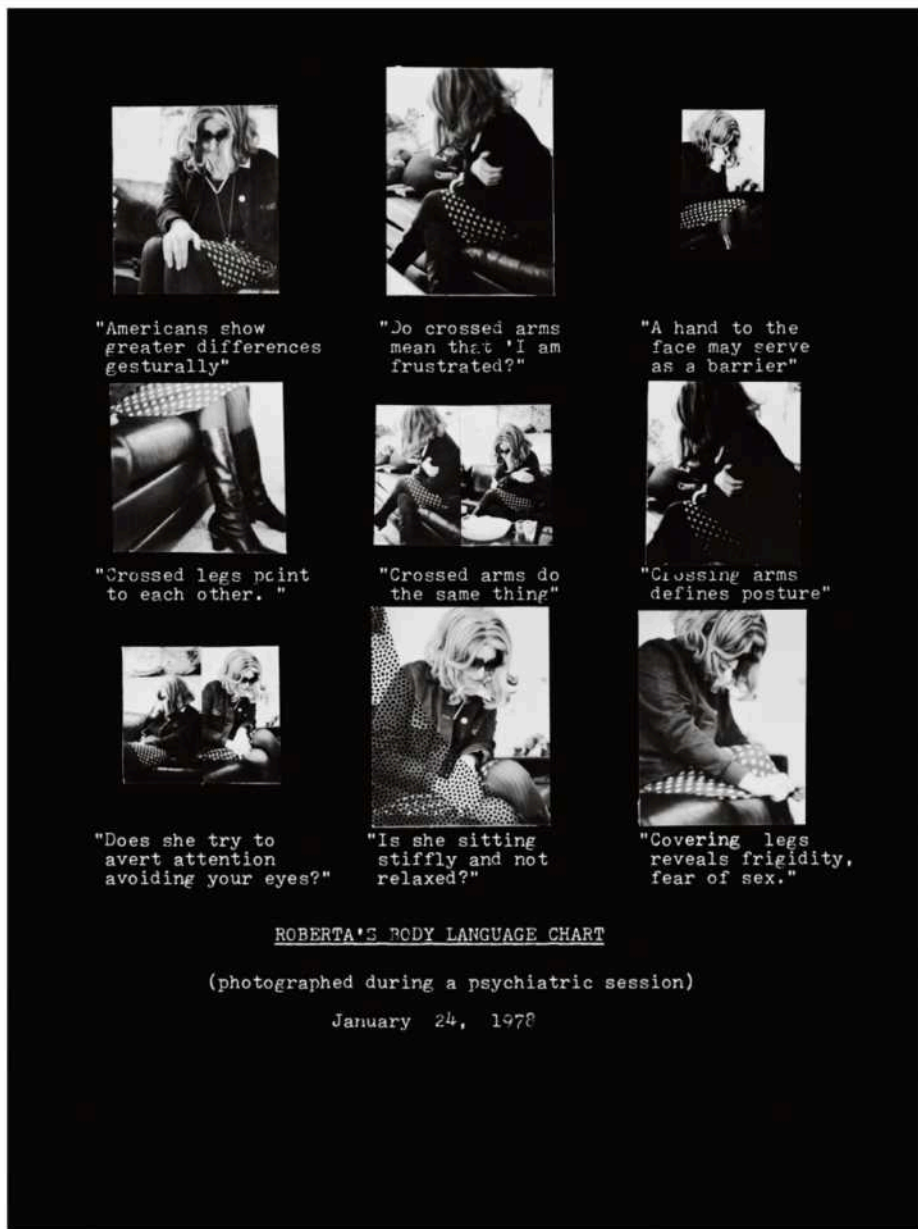 "Americans show
greater differences
gesturally"
"Do crossed arms
mean that 'I am
frustrated?"
"A hand to the
face may serve
as a barrier"
"Crossed legs point
to each other. "
"Crossed arms do
the same thing"
"Crossing arms
defines posture"
"Does she try to
avert attention
avoiding your eyes?"
"Is she sitting
stiffly and not
relaxed?"
"Covering legs
reveals frigidity,
fear of sex."
ROBERTA'S BODY LANGUAGE CHART
(photographed during a psychiatric session)
January 24, 1978